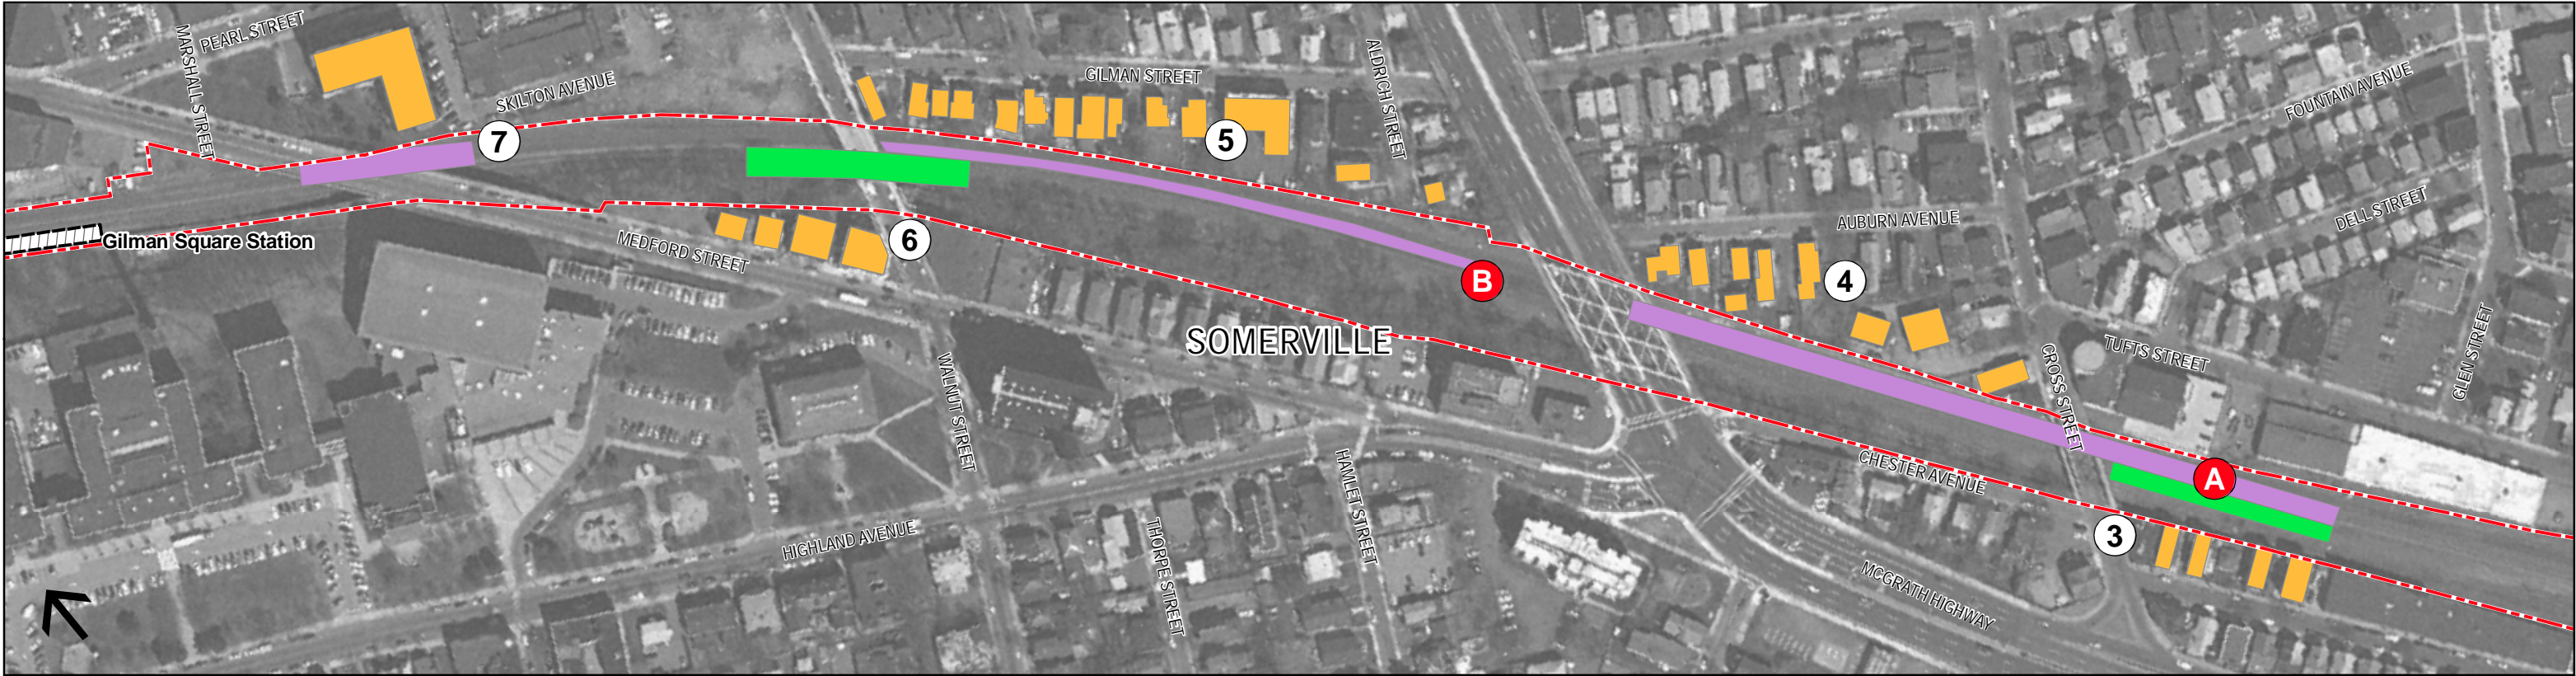 PEARL STREET
MARSHALL STREET
SKILTON AVENUE
7
GILMAN STREET
5
ALDRICH STREET
FOUNTAIN AVENUE
DELL STREET
AUBURN AVENUE
4
B
Gilman Square Station
MEDFORD STREET
6
SOMERVILLE
WALNUT STREET
CROSS STREET
TUFTS STREET
GLEN STREET
HAMLET STREET
CHESTER AVENUE
A
3
HIGHLAND AVENUE
THORPE STREET
MCGRATH HIGHWAY